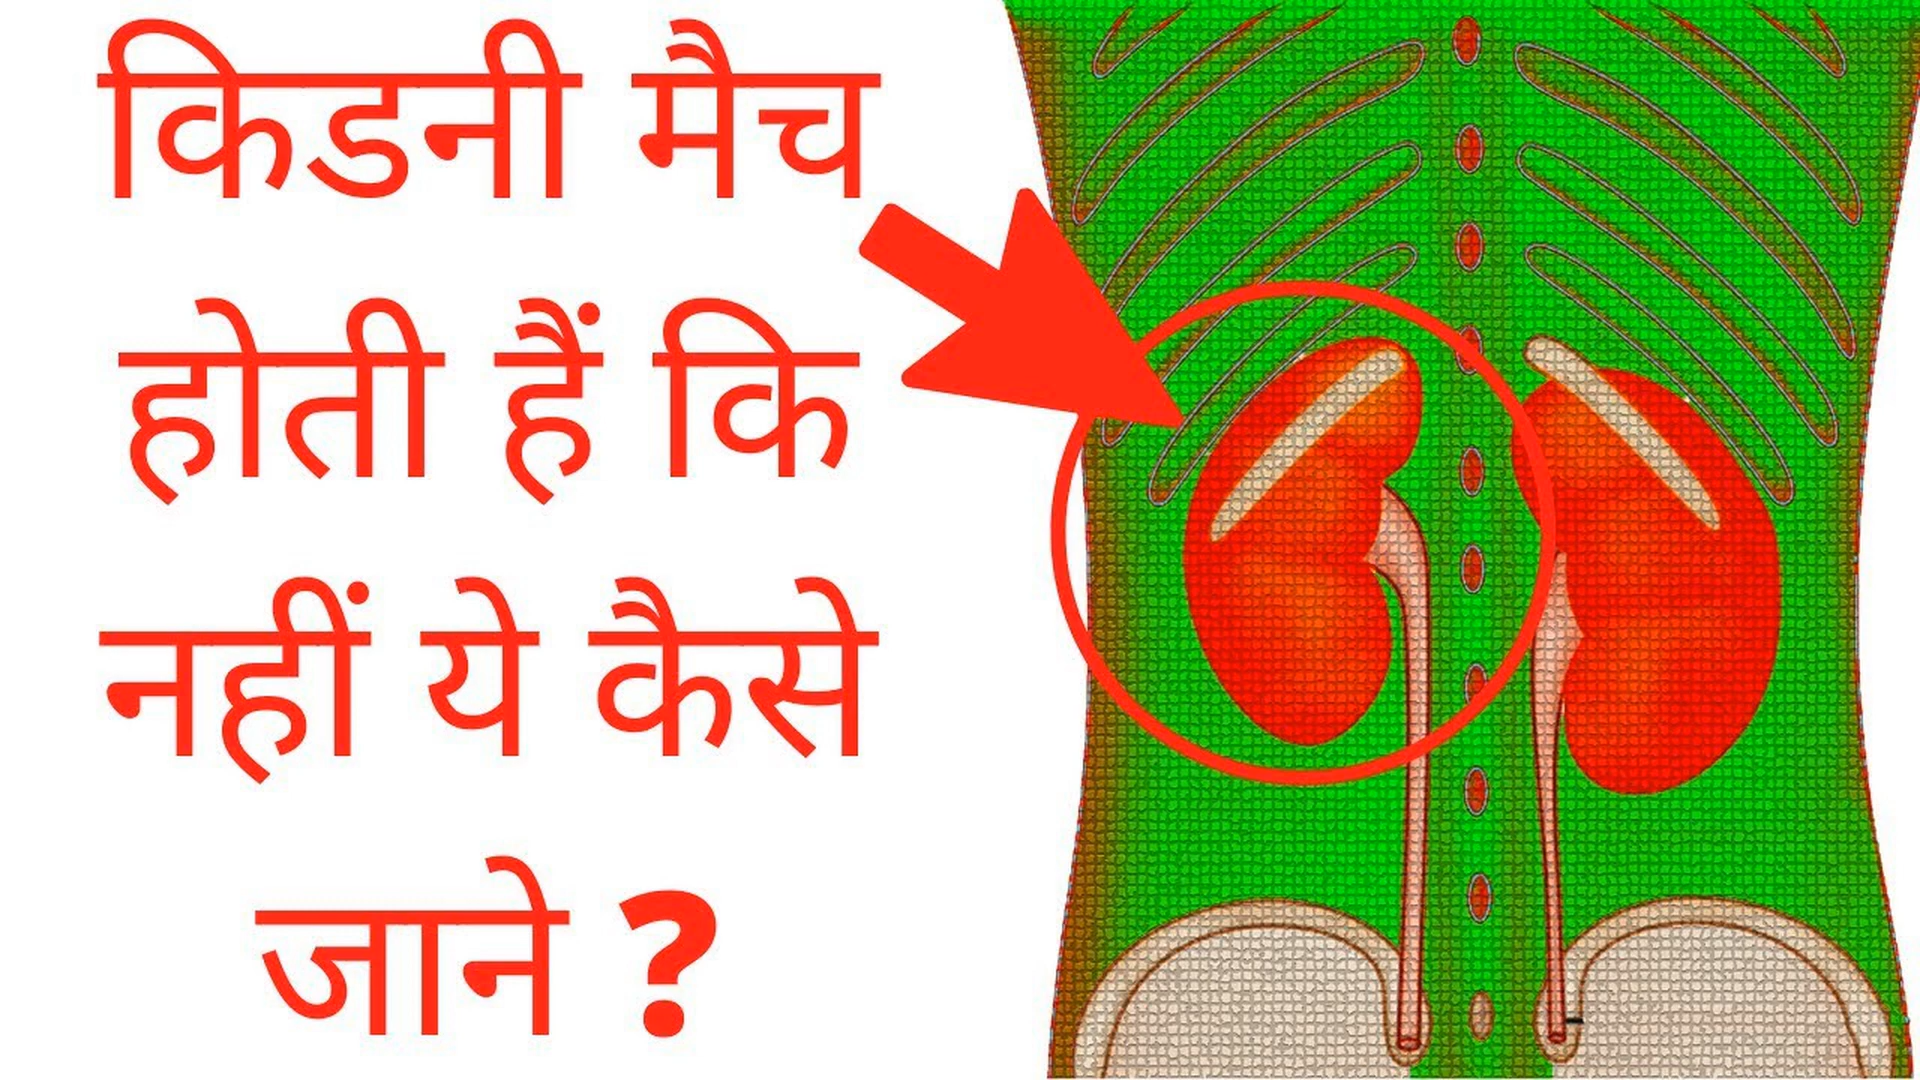 किडनी मैच
होती हैं कि
नहीं ये कैसे
जाने ?